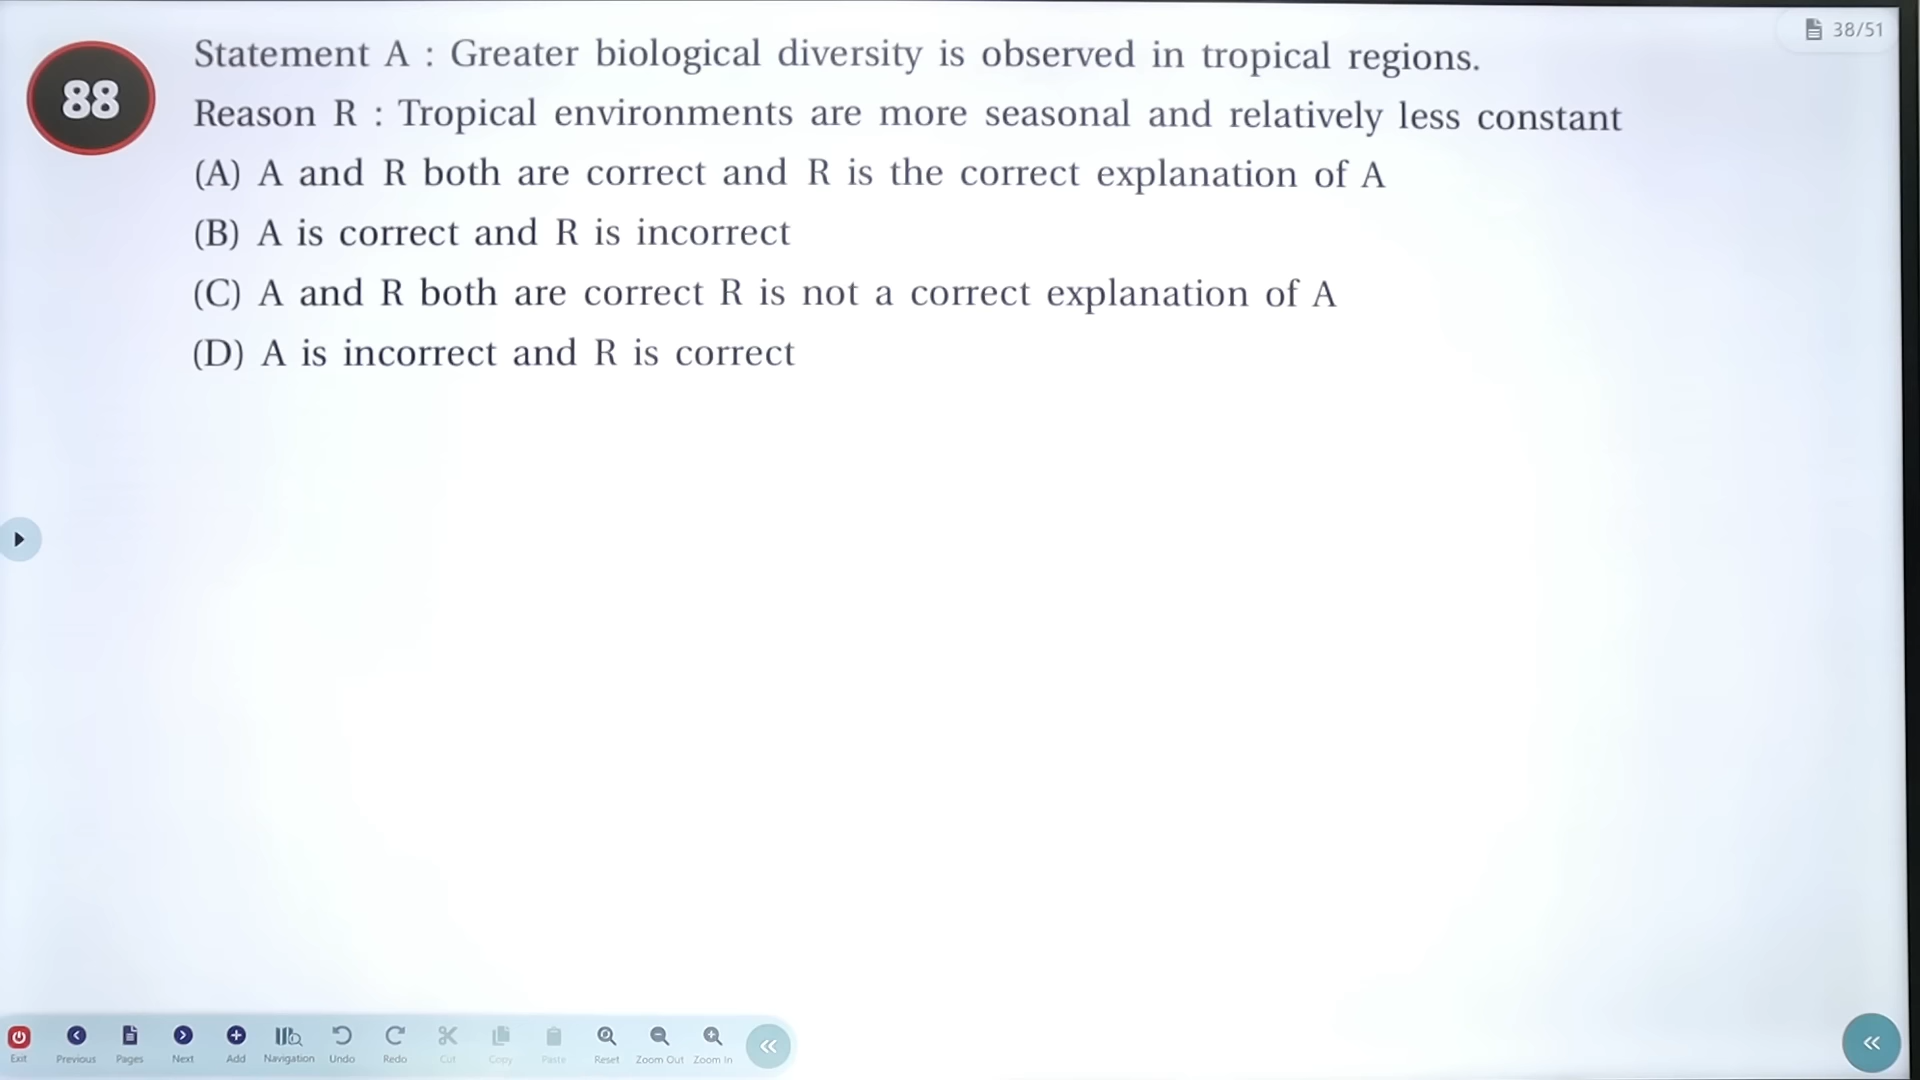 38/51
88
Statement A : Greater biological diversity is observed in tropical regions.
Reason R : Tropical environments are more seasonal and relatively less constant
(A) A and R both are correct and R is the correct explanation of A
(B) A is correct and R is incorrect
(C) A and R both are correct R is not a correct explanation of A
(D) A is incorrect and R is correct
Exit Previous Pages Next Add Navigation Undo Redo Cut Copy Paste Reset Zoom Out Zoom In